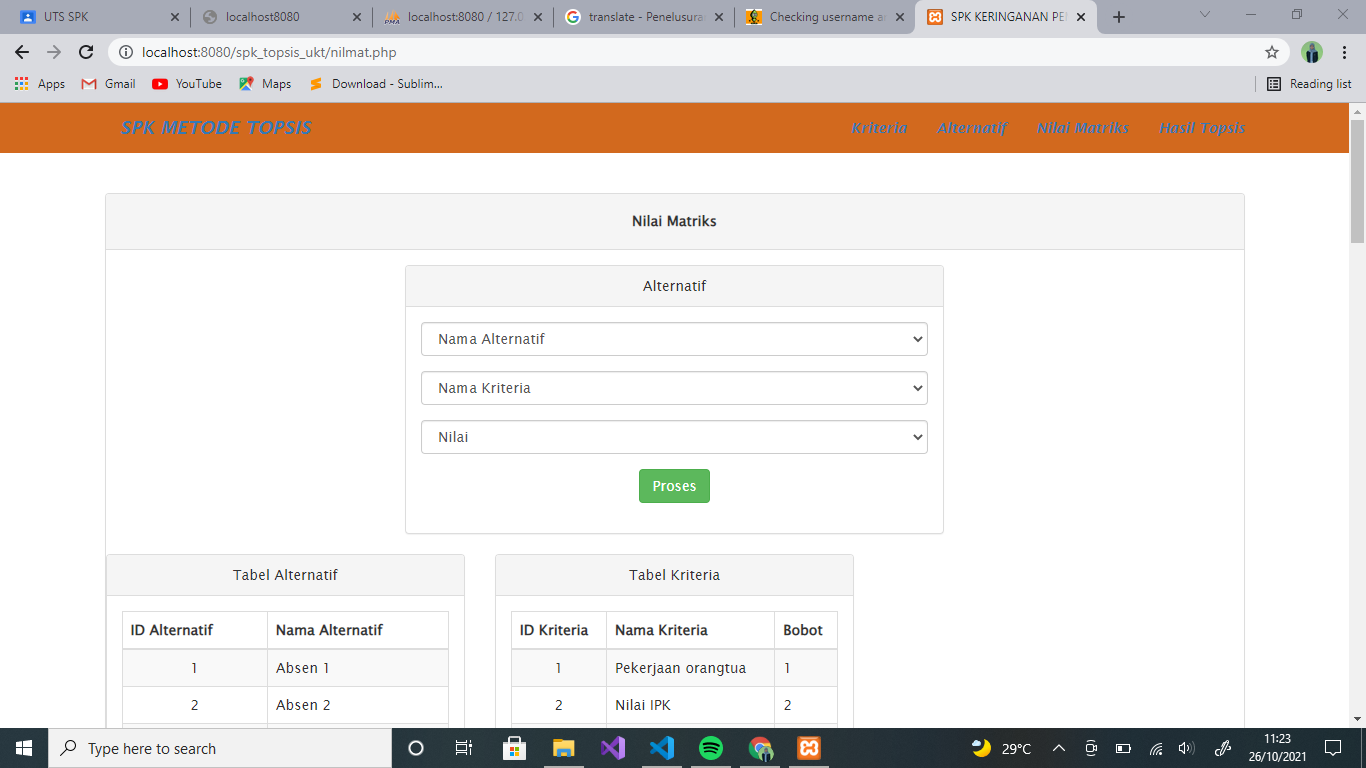 UTS SPK
localhost8080
localhost:8080 / 127.0
translate - Penelusura
Checking username a
SPK KERINGANAN PE
localhost:8080/spk_topsis_ukt/nilmat.php
Apps
Gmail
YouTube
Maps
Download - Sublim...
Reading list
SPK METODE TOPSIS
Kriteria
Alternatif
Nilai Matriks
Hasil Topsis
Nilai Matriks
Alternatif
Nama Alternatif
Nama Kriteria
Nilai
Proses
Tabel Alternatif
ID Alternatif Nama Alternatif
1 Absen 1
2 Absen 2
Tabel Kriteria
ID Kriteria Nama Kriteria Bobot
1 Pekerjaan orangtua 1
2 Nilai IPK 2
Type here to search
29°C
11:23
26/10/2021